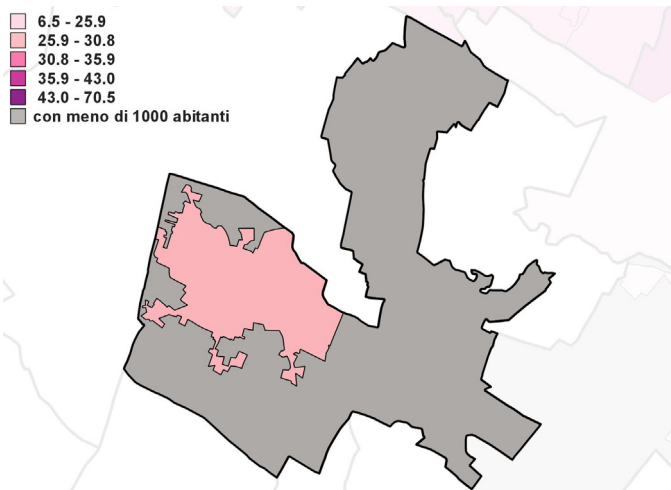 6.5 - 25.9
25.9 - 30.8
30.8 - 35.9
35.9 - 43.0
43.0 - 70.5
con meno di 1000 abitanti